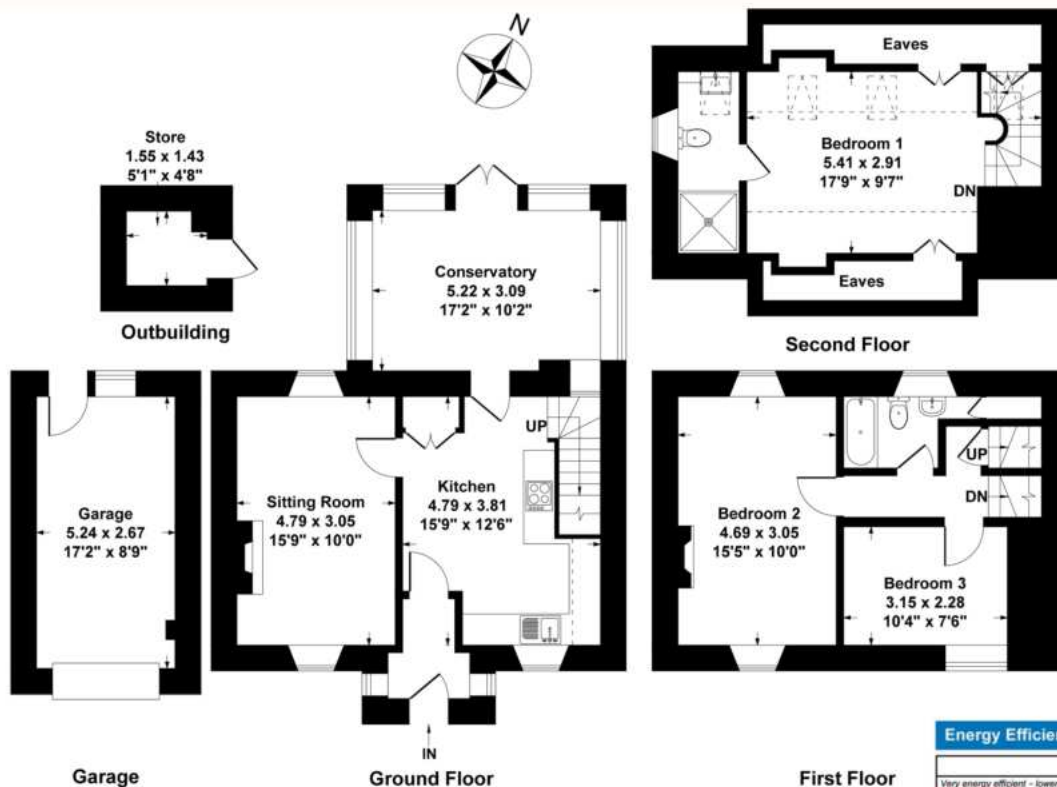 N
Store
1.55 x 1.43
5'1" x 4'8"
Outbuilding
Conservatory
5.22 x 3.09
17'2" x 10'2"
Eaves
Bedroom 1
5.41 x 2.91
17'9" x 9'7"
DN
Eaves
Second Floor
Garage
5.24 x 2.67
17'2" x 8'9"
Garage
Sitting Room
4.79 x 3.05
15'9" x 10'0"
UP
Kitchen
4.79 x 3.81
15'9" x 12'6"
IN
Ground Floor
Bedroom 2
4.69 x 3.05
15'5" x 10'0"
UP
DN
Bedroom 3
3.15 x 2.28
10'4" x 7'6"
First Floor
Energy Efficien
Very energy efficient - lower